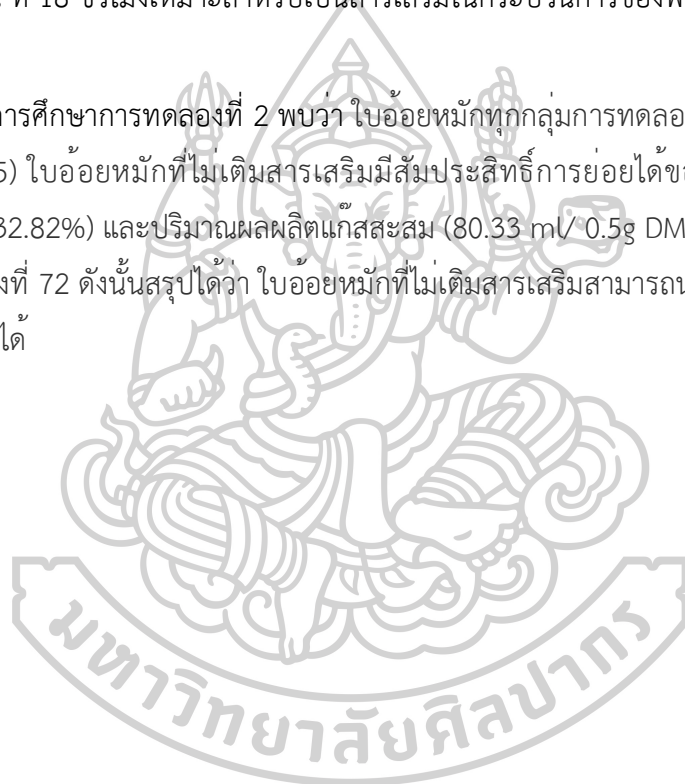 ที่ 18 ชั่วโมงเหมาะสำหรับเป็นสารเสริมในกระบวนการของพ
การศึกษาการทดลองที่ 2 พบว่า ใบอ้อยหมักทุกกลุ่มการทดลอ
5) ใบอ้อยหมักที่ไม่เติมสารเสริมมีสัมประสิทธิ์การย่อยได้ขอ
32.82%) และปริมาณผลผลิตแก๊สสะสม (80.33 ml/ 0.5g DM
งที่ 72 ดังนั้นสรุปได้ว่า ใบอ้อยหมักที่ไม่เติมสารเสริมสามารถน
ได้
มหาวิทยาลัยศิลปากร